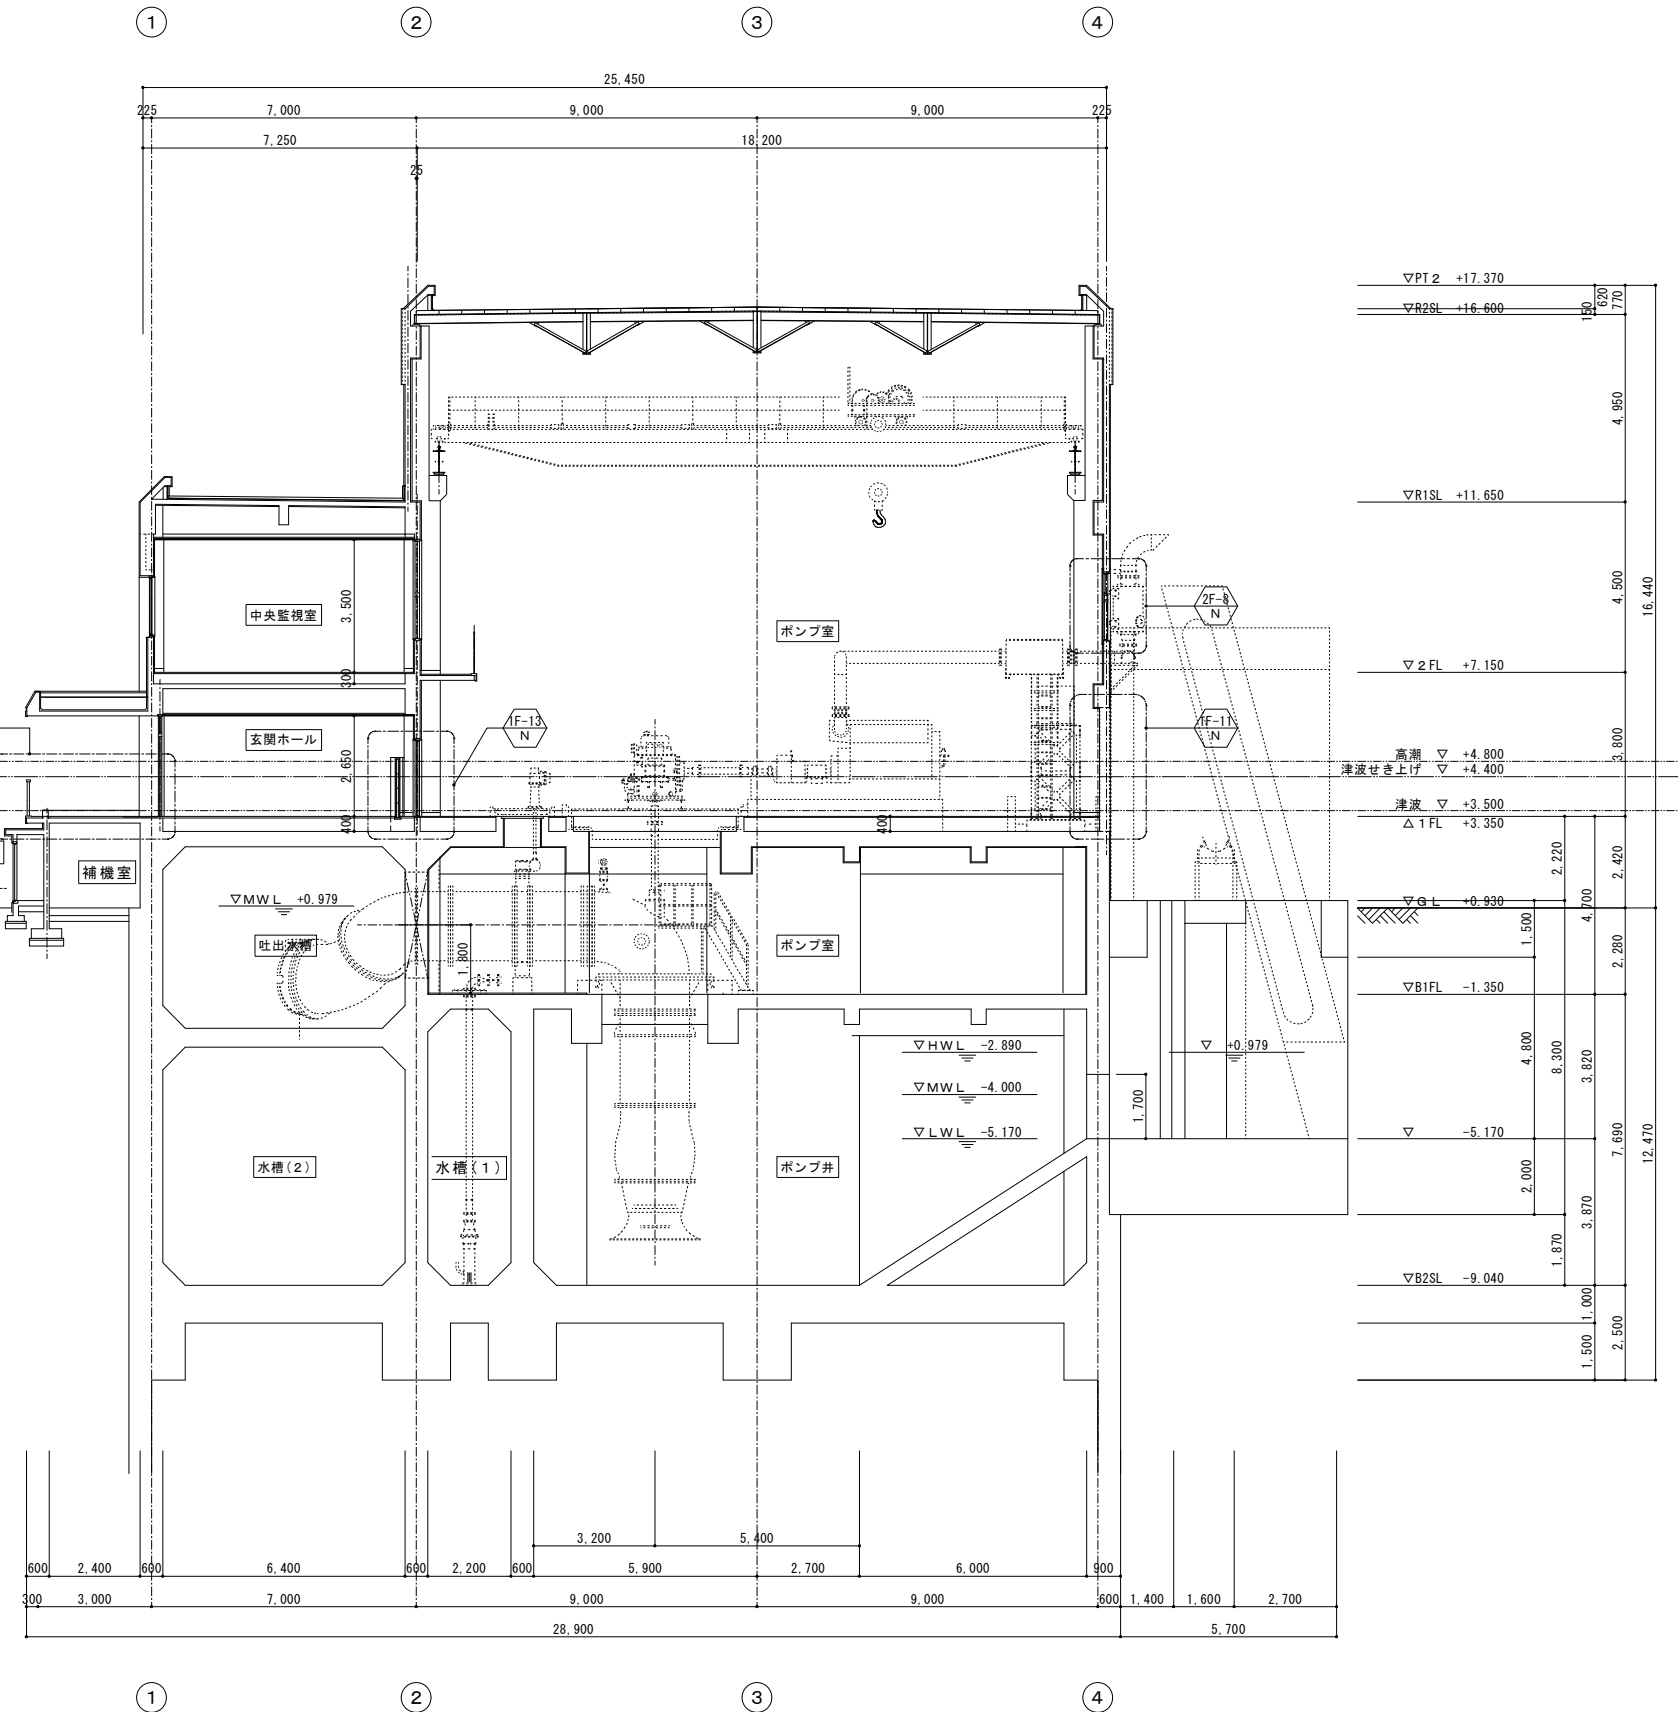 ① ② ③ ④
25,450
225 7,000 9,000 9,000 225
7,250 18,200
25
▽PT2 +17.370
620
770
150
▽R2SL +16.600
4,950
▽R1SL +11.650
中央監視室
3,500
300
ポンプ室
2F-8
N
4,500
16,440
▽2FL +7.150
玄関ホール
2,650
400
1F-13
N
1F-11
N
3,800
高潮 ▽ +4.800
津波せき上げ ▽ +4.400
津波 ▽ +3.500
△1FL +3.350
400
補機室
▽MWL +0.979
吐出水槽
1,800
ポンプ室
2,220
2,420
▽GL +0.930
4,700
1,500
2,280
▽B1FL -1.350
▽HWL -2.890
▽MWL -4.000
▽LWL -5.170
▽ +0.979
1,700
4,800
8,300
3,820
▽ -5.170
7,690
12,470
水槽(2)
水槽(1)
ポンプ井
2,000
3,870
1,870
▽B2SL -9.040
1,000
1,500
2,500
3,200 5,400
600 2,400 600 6,400 600 2,200 600 5,900 2,700 6,000 900
300 3,000 7,000 9,000 9,000 600 1,400 1,600 2,700
28,900 5,700
① ② ③ ④